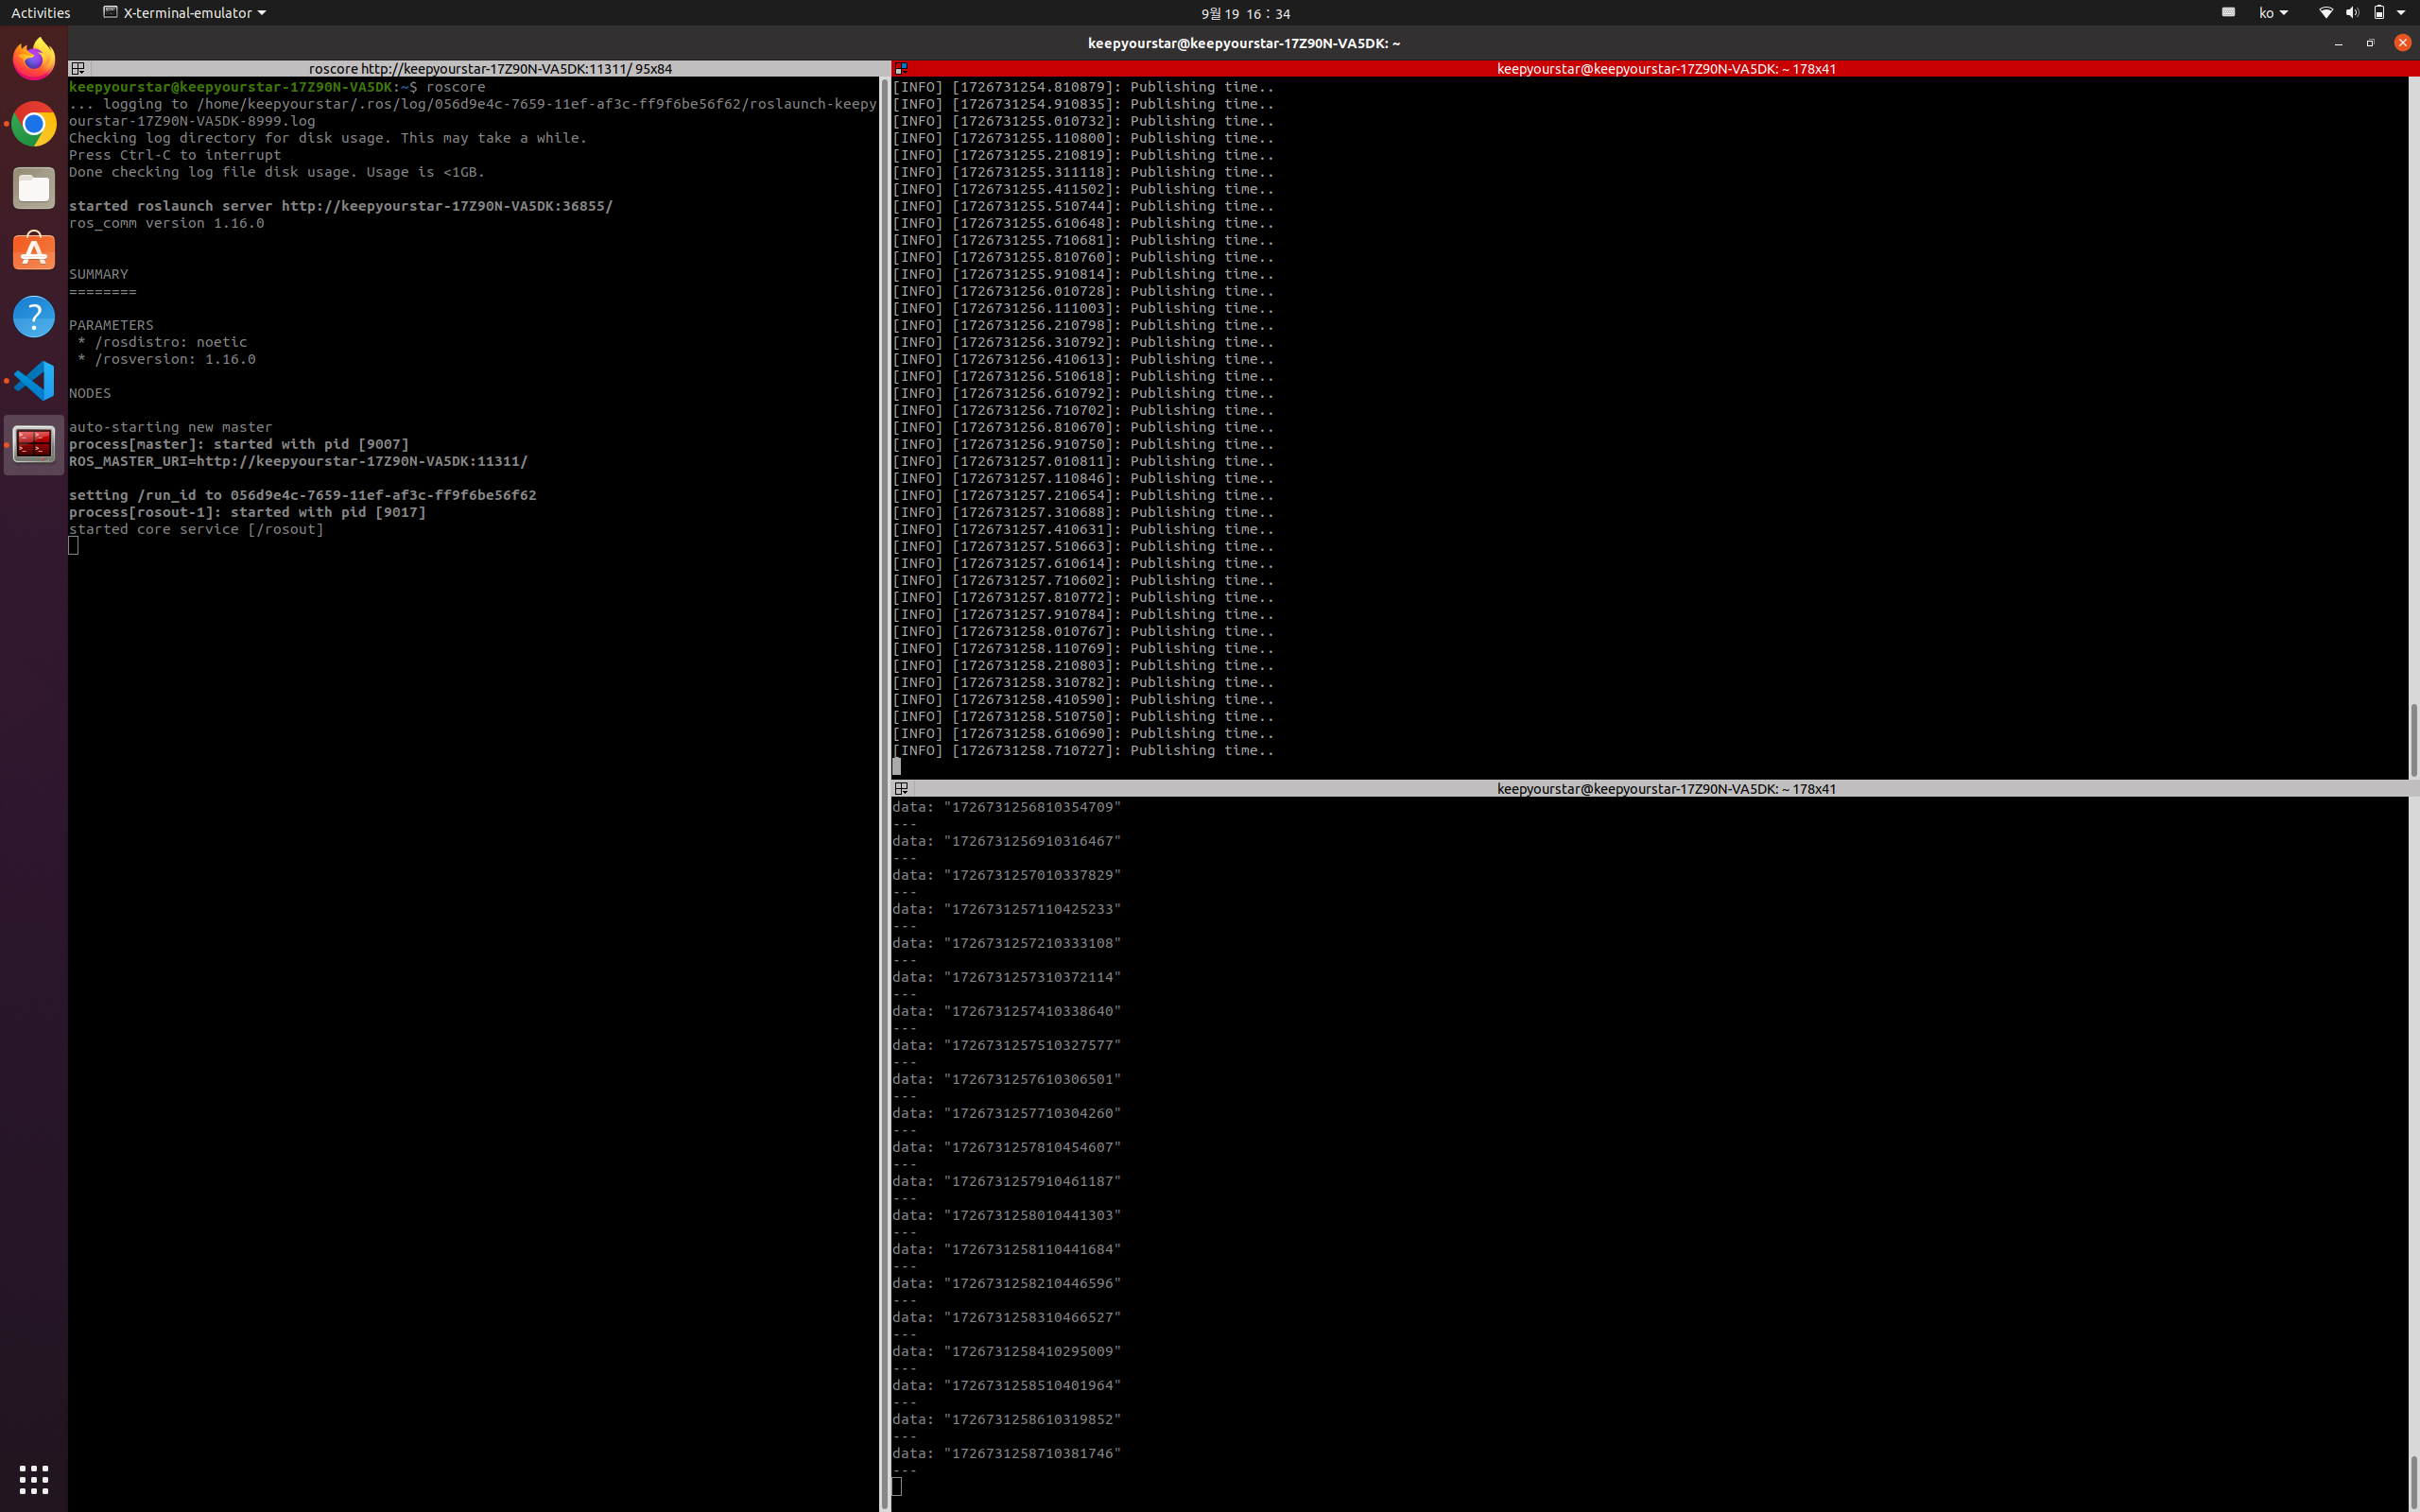 Activities
X-terminal-emulator
9월 19 16 : 34
ko
keepyourstar@keepyourstar-17Z90N-VA5DK: ~
roscore http://keepyourstar-17Z90N-VA5DK:11311/ 95x84
keepyourstar@keepyourstar-17Z90N-VA5DK:~$ roscore
... logging to /home/keepyourstar/.ros/log/056d9e4c-7659-11ef-af3c-ff9f6be56f62/roslaunch-keepy
ourstar-17Z90N-VA5DK-8999.log
Checking log directory for disk usage. This may take a while.
Press Ctrl-C to interrupt
Done checking log file disk usage. Usage is <1GB.
started roslaunch server http://keepyourstar-17Z90N-VA5DK:36855/
ros_comm version 1.16.0
SUMMARY
========
PARAMETERS
* /rosdistro: noetic
* /rosversion: 1.16.0
NODES
auto-starting new master
process[master]: started with pid [9007]
ROS_MASTER_URI=http://keepyourstar-17Z90N-VA5DK:11311/
setting /run_id to 056d9e4c-7659-11ef-af3c-ff9f6be56f62
process[rosout-1]: started with pid [9017]
started core service [/rosout]
keepyourstar@keepyourstar-17Z90N-VA5DK: ~ 178x41
[INFO] [1726731254.810879]: Publishing time..
[INFO] [1726731254.910835]: Publishing time..
[INFO] [1726731255.010732]: Publishing time..
[INFO] [1726731255.110800]: Publishing time..
[INFO] [1726731255.210819]: Publishing time..
[INFO] [1726731255.311118]: Publishing time..
[INFO] [1726731255.411502]: Publishing time..
[INFO] [1726731255.510744]: Publishing time..
[INFO] [1726731255.610648]: Publishing time..
[INFO] [1726731255.710681]: Publishing time..
[INFO] [1726731255.810760]: Publishing time..
[INFO] [1726731255.910814]: Publishing time..
[INFO] [1726731256.010728]: Publishing time..
[INFO] [1726731256.111003]: Publishing time..
[INFO] [1726731256.210798]: Publishing time..
[INFO] [1726731256.310792]: Publishing time..
[INFO] [1726731256.410613]: Publishing time..
[INFO] [1726731256.510618]: Publishing time..
[INFO] [1726731256.610792]: Publishing time..
[INFO] [1726731256.710702]: Publishing time..
[INFO] [1726731256.810670]: Publishing time..
[INFO] [1726731256.910750]: Publishing time..
[INFO] [1726731257.010811]: Publishing time..
[INFO] [1726731257.110846]: Publishing time..
[INFO] [1726731257.210654]: Publishing time..
[INFO] [1726731257.310688]: Publishing time..
[INFO] [1726731257.410631]: Publishing time..
[INFO] [1726731257.510663]: Publishing time..
[INFO] [1726731257.610614]: Publishing time..
[INFO] [1726731257.710602]: Publishing time..
[INFO] [1726731257.810772]: Publishing time..
[INFO] [1726731257.910784]: Publishing time..
[INFO] [1726731258.010767]: Publishing time..
[INFO] [1726731258.110769]: Publishing time..
[INFO] [1726731258.210803]: Publishing time..
[INFO] [1726731258.310782]: Publishing time..
[INFO] [1726731258.410590]: Publishing time..
[INFO] [1726731258.510750]: Publishing time..
[INFO] [1726731258.610690]: Publishing time..
[INFO] [1726731258.710727]: Publishing time..
keepyourstar@keepyourstar-17Z90N-VA5DK: ~ 178x41
data: "1726731256810354709"
---
data: "1726731256910316467"
---
data: "1726731257010337829"
---
data: "1726731257110425233"
---
data: "1726731257210333108"
---
data: "1726731257310372114"
---
data: "1726731257410338640"
---
data: "1726731257510327577"
---
data: "1726731257610306501"
---
data: "1726731257710304260"
---
data: "1726731257810454607"
---
data: "1726731257910461187"
---
data: "1726731258010441303"
---
data: "1726731258110441684"
---
data: "1726731258210446596"
---
data: "1726731258310466527"
---
data: "1726731258410295009"
---
data: "1726731258510401964"
---
data: "1726731258610319852"
---
data: "1726731258710381746"
---